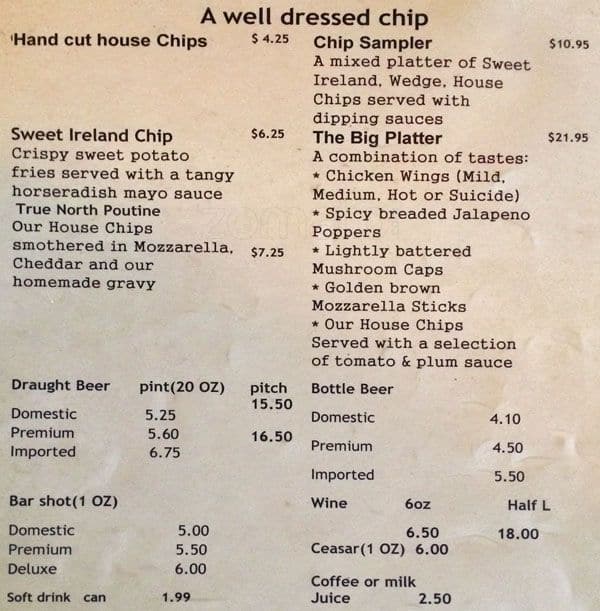 A well dressed chip
Hand cut house Chips $ 4.25
Sweet Ireland Chip $6.25
Crispy sweet potato
fries served with a tangy
horseradish mayo sauce
True North Poutine
Our House Chips
smothered in Mozzarella, $7.25
Cheddar and our
homemade gravy
Chip Sampler $10.95
A mixed platter of Sweet
Ireland, Wedge, House
Chips served with
dipping sauces
The Big Platter $21.95
A combination of tastes:
* Chicken Wings (Mild,
Medium, Hot or Suicide)
* Spicy breaded Jalapeno
Poppers
* Lightly battered
Mushroom Caps
* Golden brown
Mozzarella Sticks
* Our House Chips
Served with a selection
of tomato & plum sauce
Draught Beer pint(20 OZ) pitch
Domestic 5.25 15.50
Premium 5.60 16.50
Imported 6.75
Bar shot(1 OZ)
Domestic 5.00
Premium 5.50
Deluxe 6.00
Soft drink can 1.99
Bottle Beer
Domestic 4.10
Premium 4.50
Imported 5.50
Wine 6oz Half L
6.50 18.00
Ceasar(1 OZ) 6.00
Coffee or milk
Juice 2.50